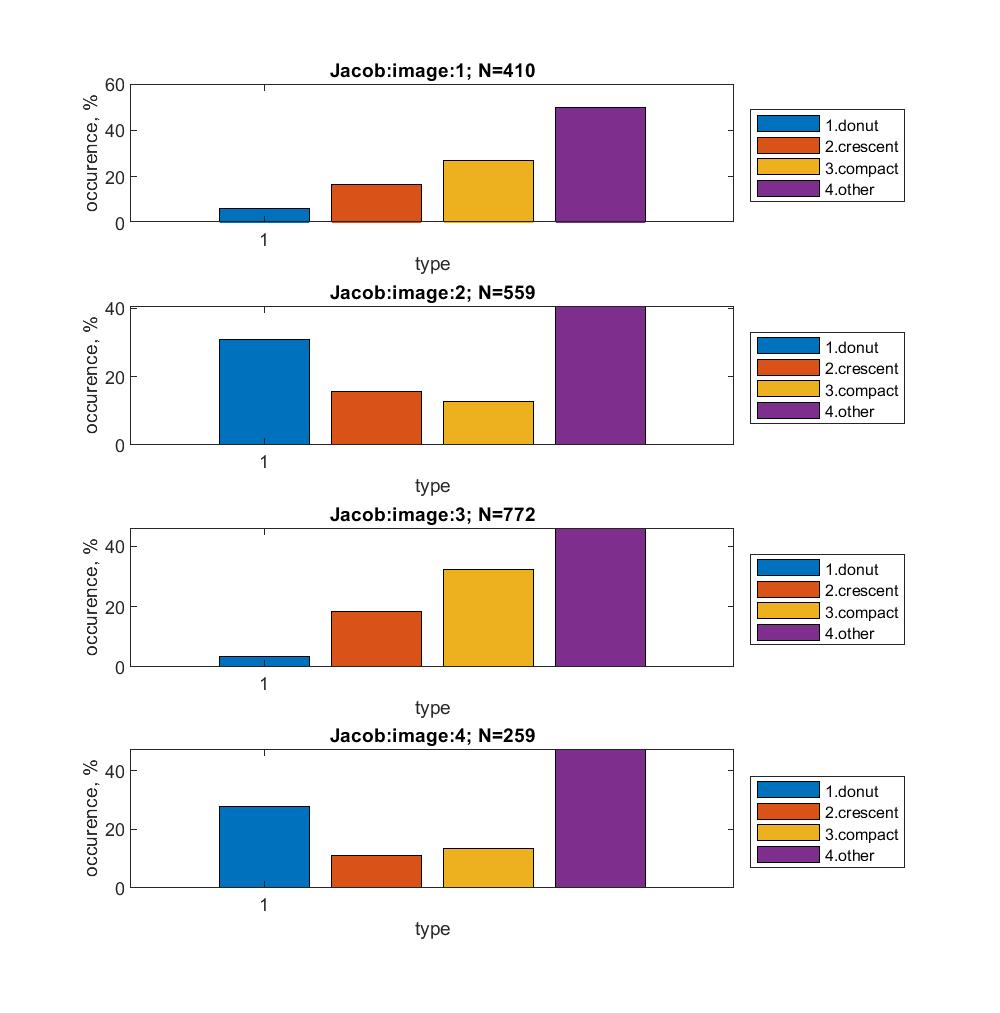 Jacob:image:1; N=410
60
40
20
0
occurence, %
1
type
1.donut
2.crescent
3.compact
4.other
Jacob:image:2; N=559
40
20
0
occurence, %
1
type
1.donut
2.crescent
3.compact
4.other
Jacob:image:3; N=772
40
20
0
occurence, %
1
type
1.donut
2.crescent
3.compact
4.other
Jacob:image:4; N=259
40
20
0
occurence, %
1
type
1.donut
2.crescent
3.compact
4.other